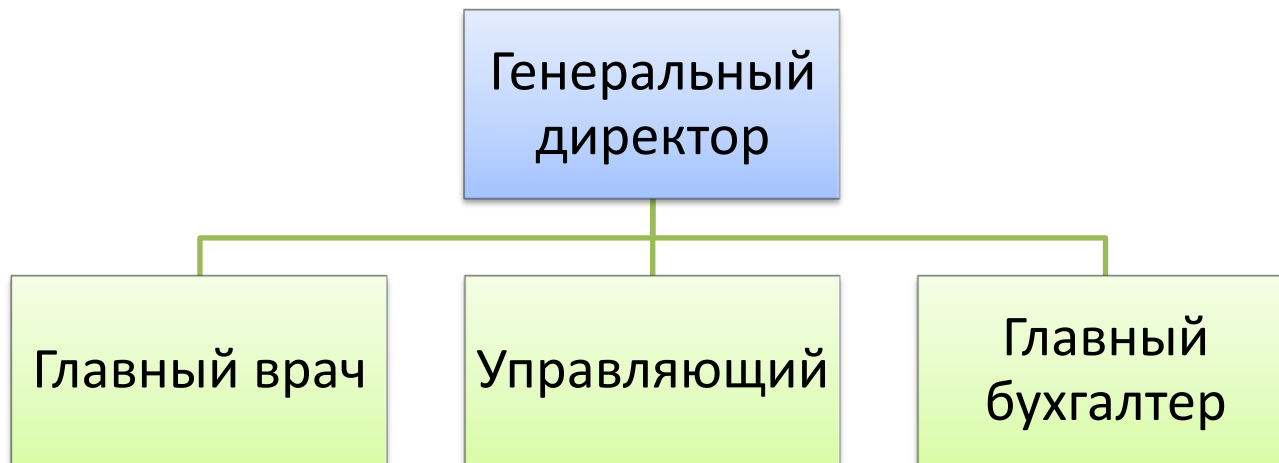 Генеральный
директор
Главный врач
Управляющий
Главный
бухгалтер